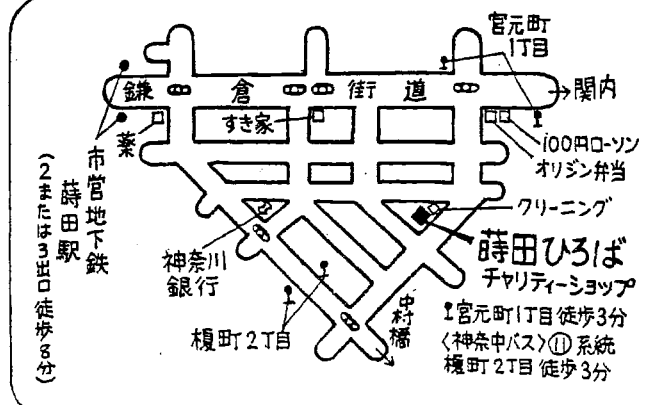 宮元町
1丁目
鎌倉街道
→関内
すき家
薬
100円ローソン
オリジン弁当
市営地下鉄
蒔田駅
(2または3出口徒歩8分)
クリーニング
神奈川
銀行
蒔田ひろば
チャリティーショップ
中村橋
榎町2丁目
宮元町1丁目徒歩3分
〈神奈中バス〉⑪系統
榎町2丁目徒歩3分